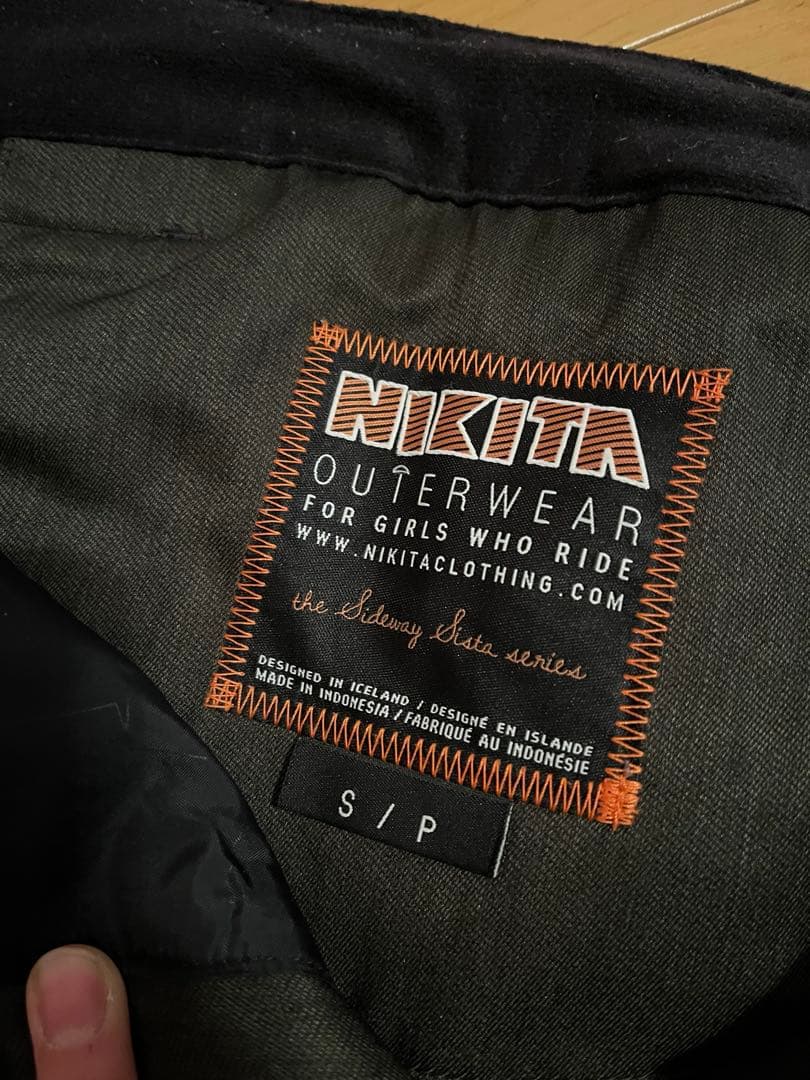 NIKITA
OUTERWEAR
FOR GIRLS WHO RIDE
WWW.NIKITACLOTHING.COM
the Sideway Sista series
DESIGNED IN ICELAND / DESIGNÉ EN ISLANDE
MADE IN INDONESIA / FABRIQUÉ AU INDONÉSIE
S / P